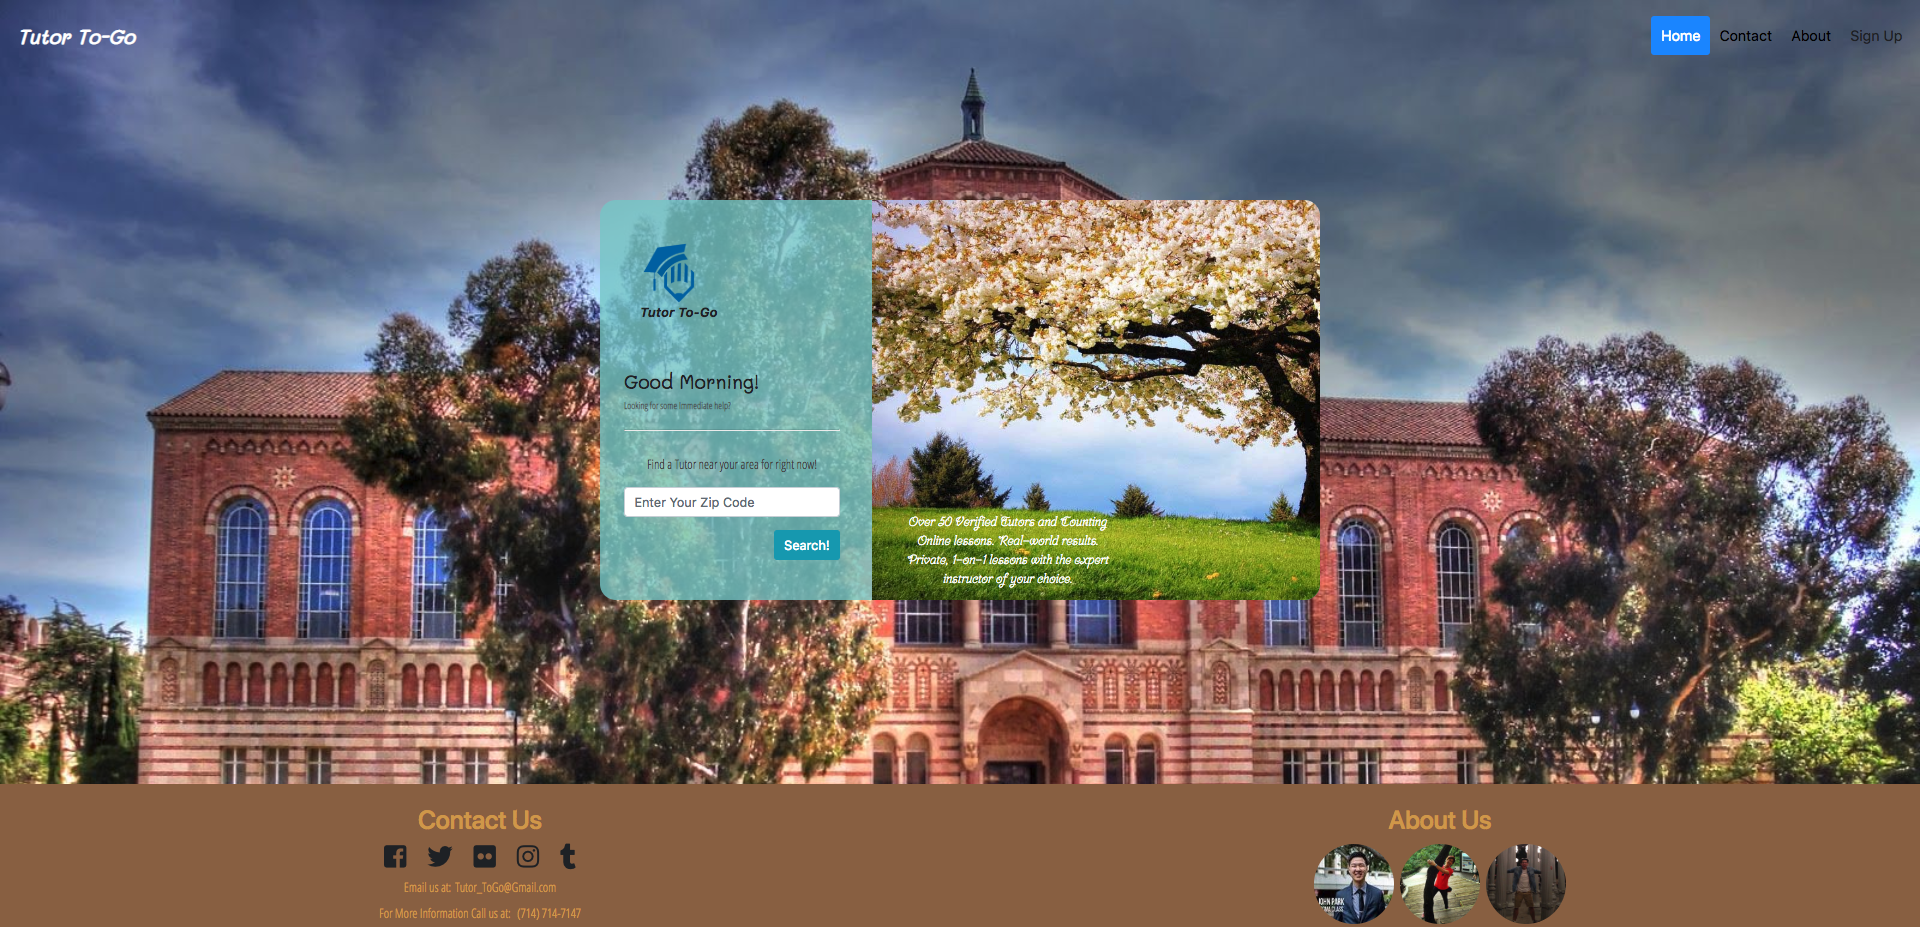 Tutor To-Go
Home Contact About Sign Up
Tutor To-Go
Good Morning!
Looking for some Immediate help?
Find a Tutor near your area for right now!
Enter Your Zip Code
Search!
Over 50 Verified Tutors and Counting
Online lessons. Real-world results.
Private, 1-on-1 lessons with the expert
instructor of your choice.
Contact Us
Email us at: Tutor_ToGo@Gmail.com
For More Information Call us at: (714) 714-7147
About Us
JOHN PARK